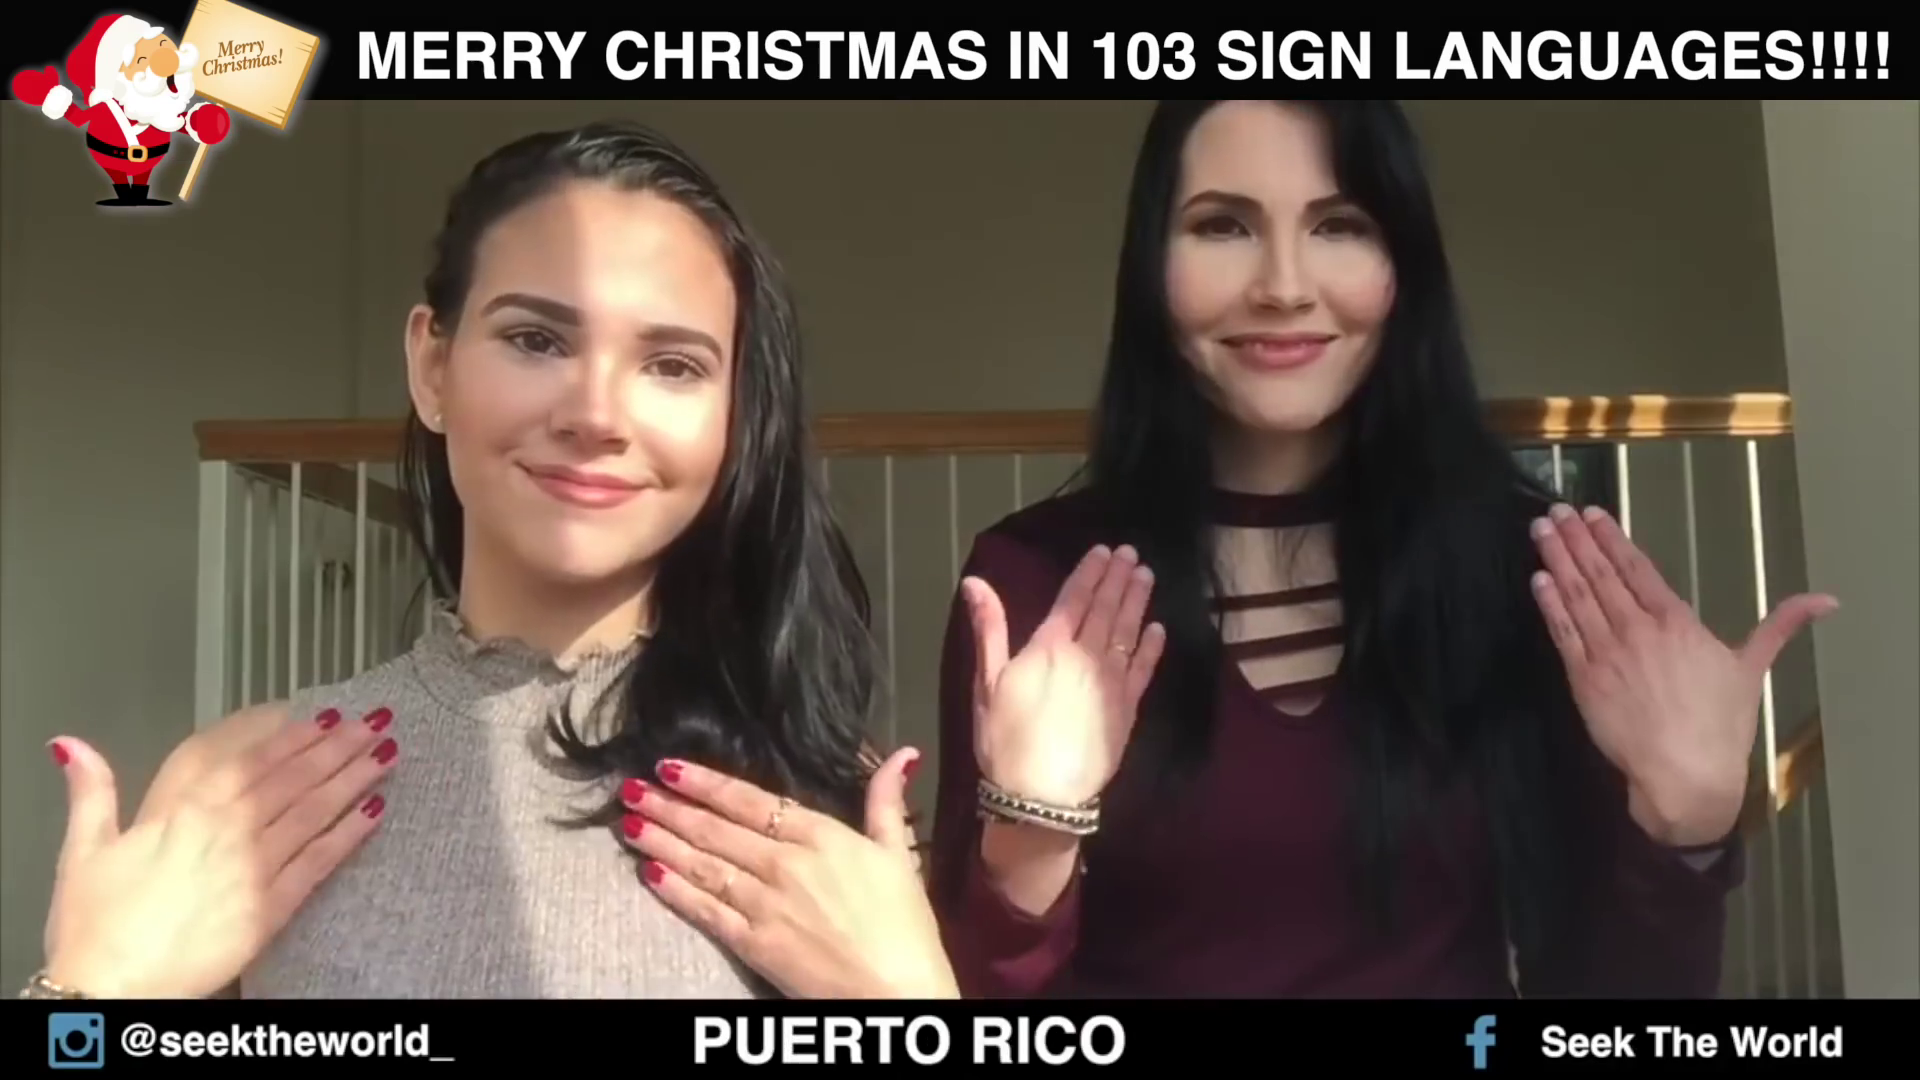 Merry
Christmas!
MERRY CHRISTMAS IN 103 SIGN LANGUAGES!!!!
@seektheworld_
PUERTO RICO
Seek The World